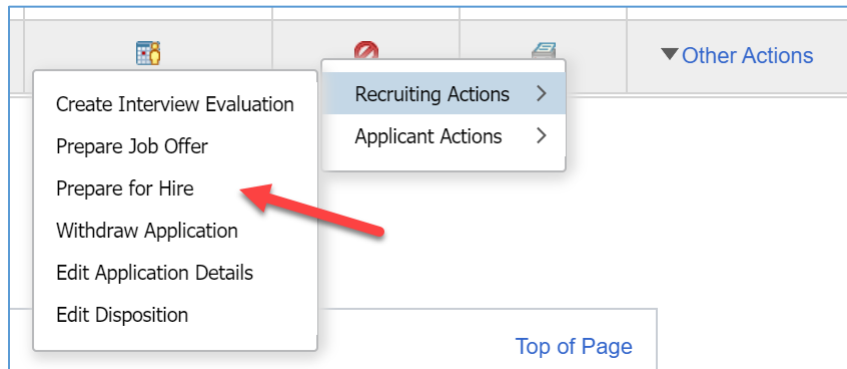 Other Actions
Recruiting Actions
Applicant Actions
Create Interview Evaluation
Prepare Job Offer
Prepare for Hire
Withdraw Application
Edit Application Details
Edit Disposition
Top of Page